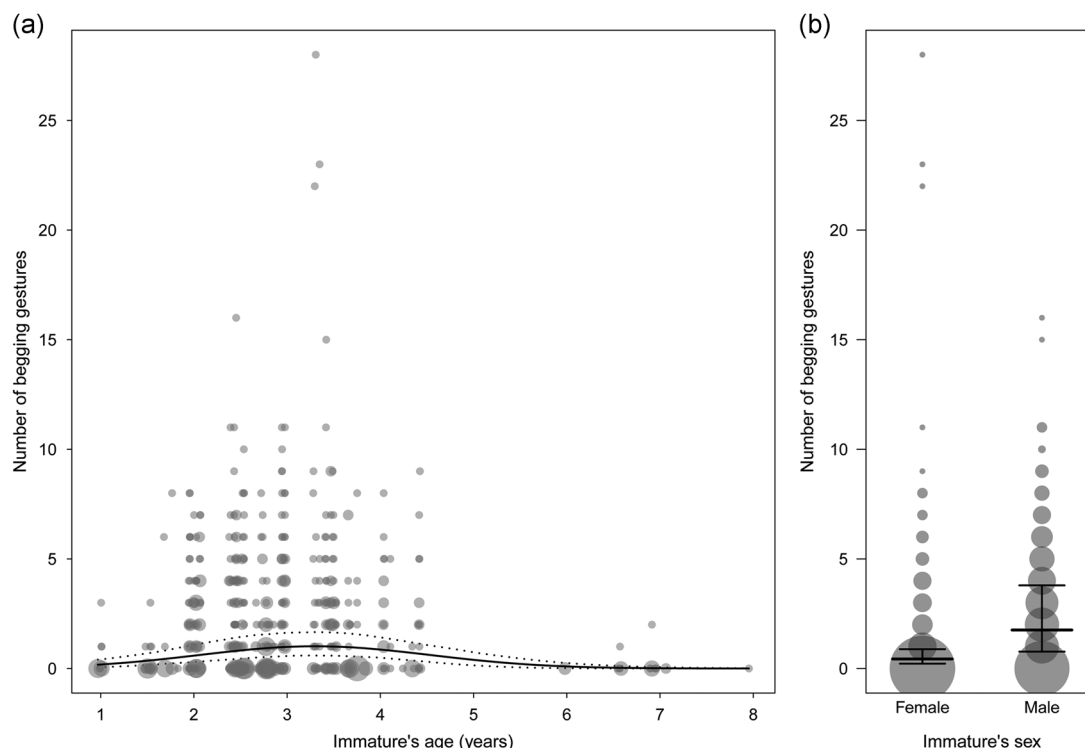 (a)
Number of begging gestures
25
20
15
10
5
0
1 2 3 4 5 6 7 8
Immature's age (years)
(b)
Number of begging gestures
25
20
15
10
5
0
Female Male
Immature's sex